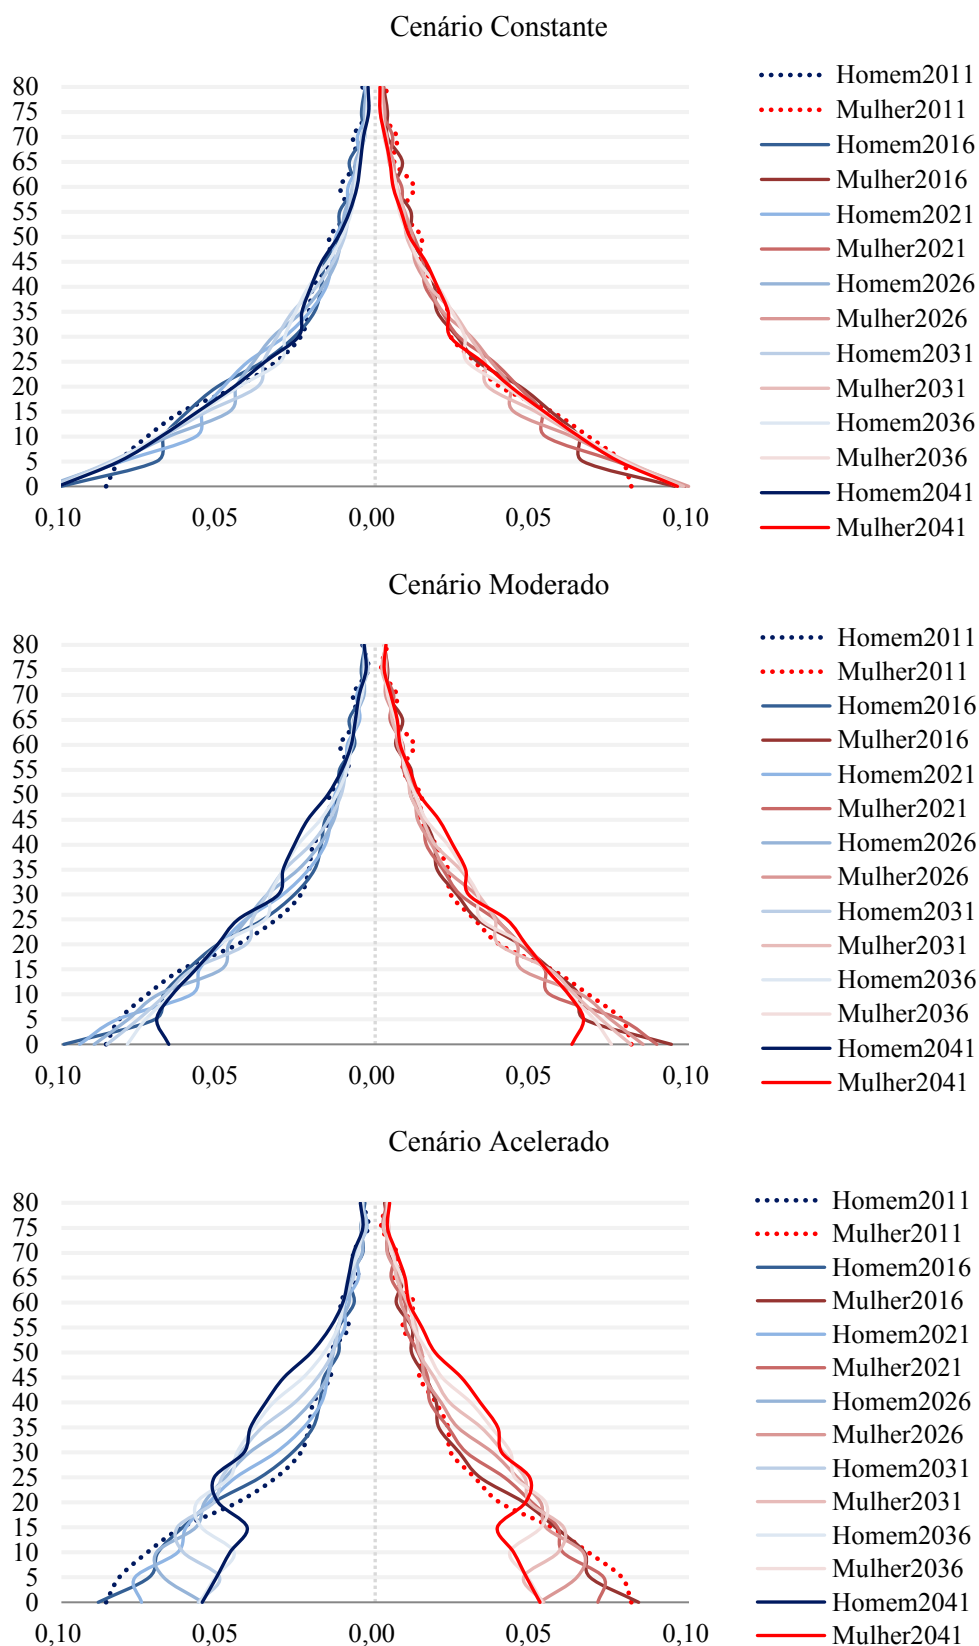 Cenário Constante
80
75
70
65
60
55
50
45
40
35
30
25
20
15
10
5
0
0,10 0,05 0,00 0,05 0,10
Homem2011
Mulher2011
Homem2016
Mulher2016
Homem2021
Mulher2021
Homem2026
Mulher2026
Homem2031
Mulher2031
Homem2036
Mulher2036
Homem2041
Mulher2041
Cenário Moderado
80
75
70
65
60
55
50
45
40
35
30
25
20
15
10
5
0
0,10 0,05 0,00 0,05 0,10
Homem2011
Mulher2011
Homem2016
Mulher2016
Homem2021
Mulher2021
Homem2026
Mulher2026
Homem2031
Mulher2031
Homem2036
Mulher2036
Homem2041
Mulher2041
Cenário Acelerado
80
75
70
65
60
55
50
45
40
35
30
25
20
15
10
5
0
0,10 0,05 0,00 0,05 0,10
Homem2011
Mulher2011
Homem2016
Mulher2016
Homem2021
Mulher2021
Homem2026
Mulher2026
Homem2031
Mulher2031
Homem2036
Mulher2036
Homem2041
Mulher2041